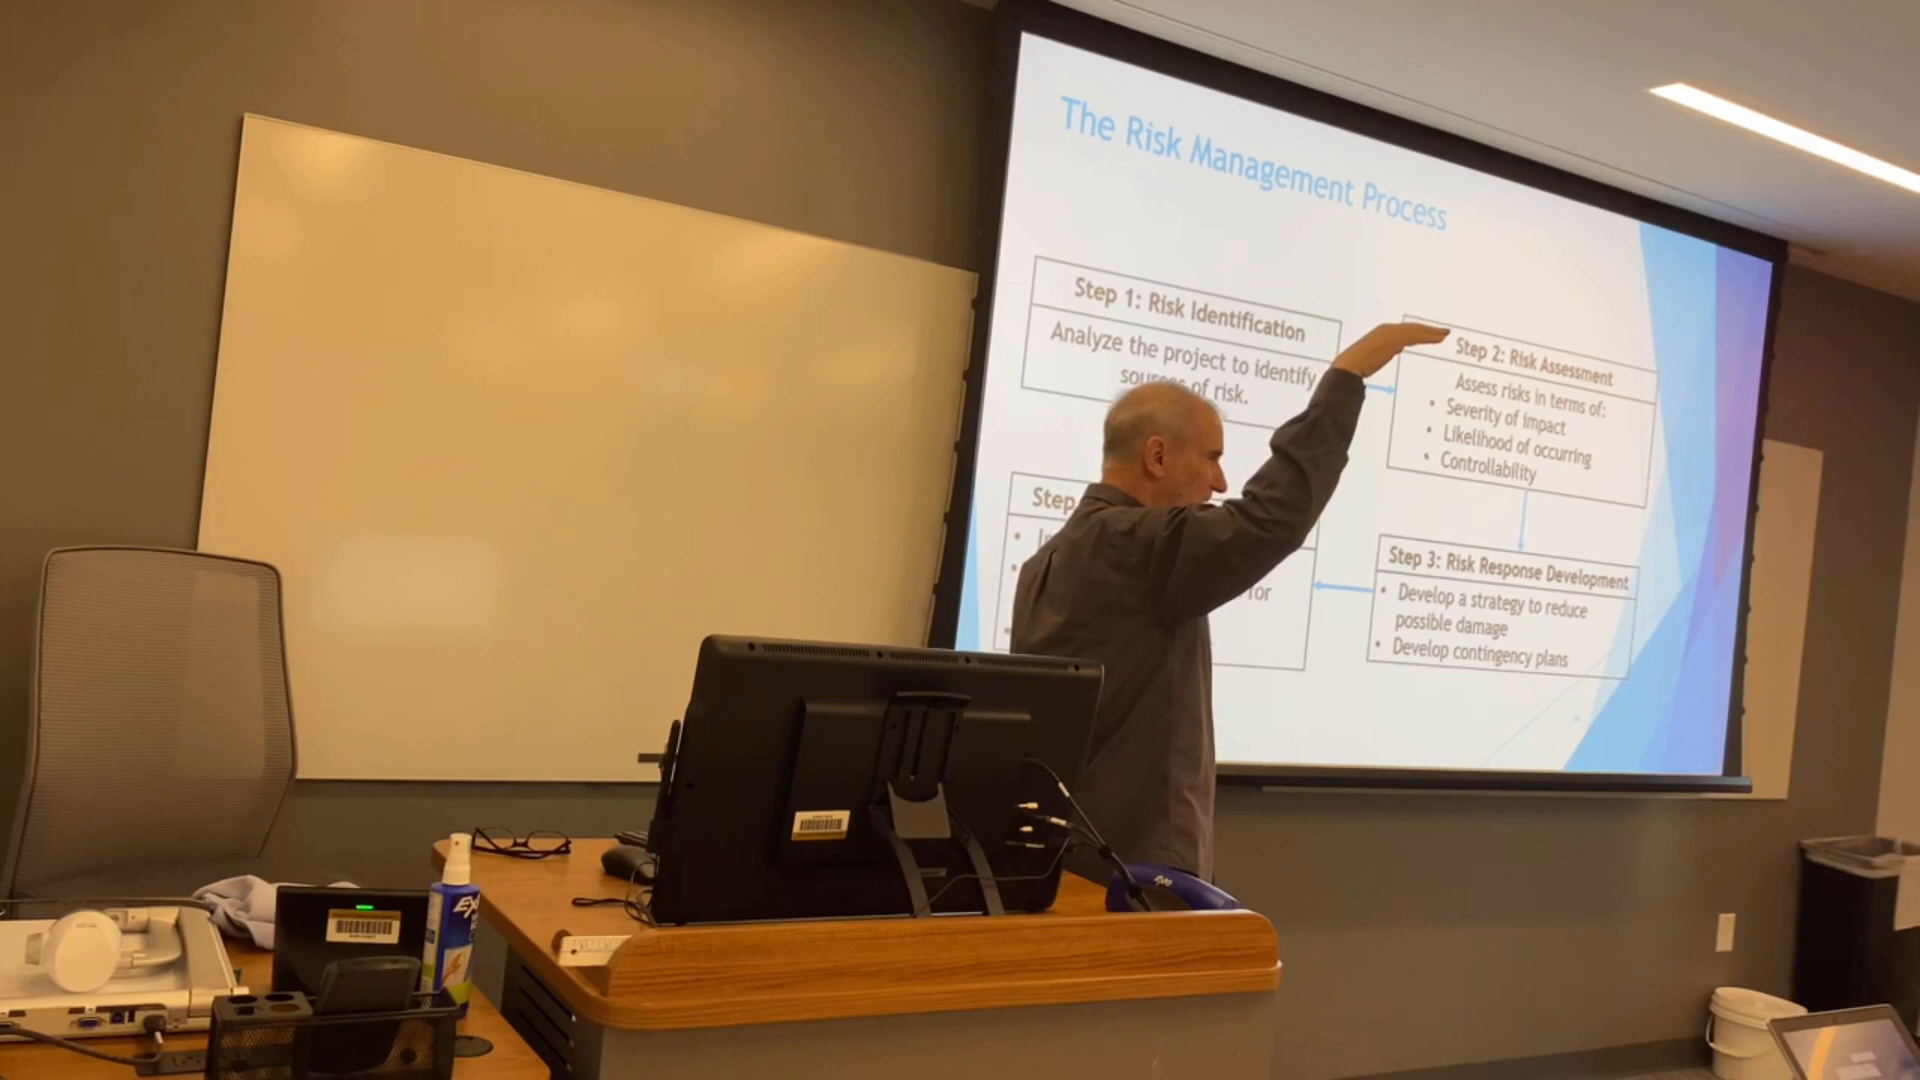 The Risk Management Process
Step 1: Risk Identification
Analyze the project to identify
sources of risk.
Step 2: Risk Assessment
Assess risks in terms of:
• Severity of impact
• Likelihood of occurring
• Controllability
Step 3: Risk Response Development
• Develop a strategy to reduce
possible damage
• Develop contingency plans
Step
for